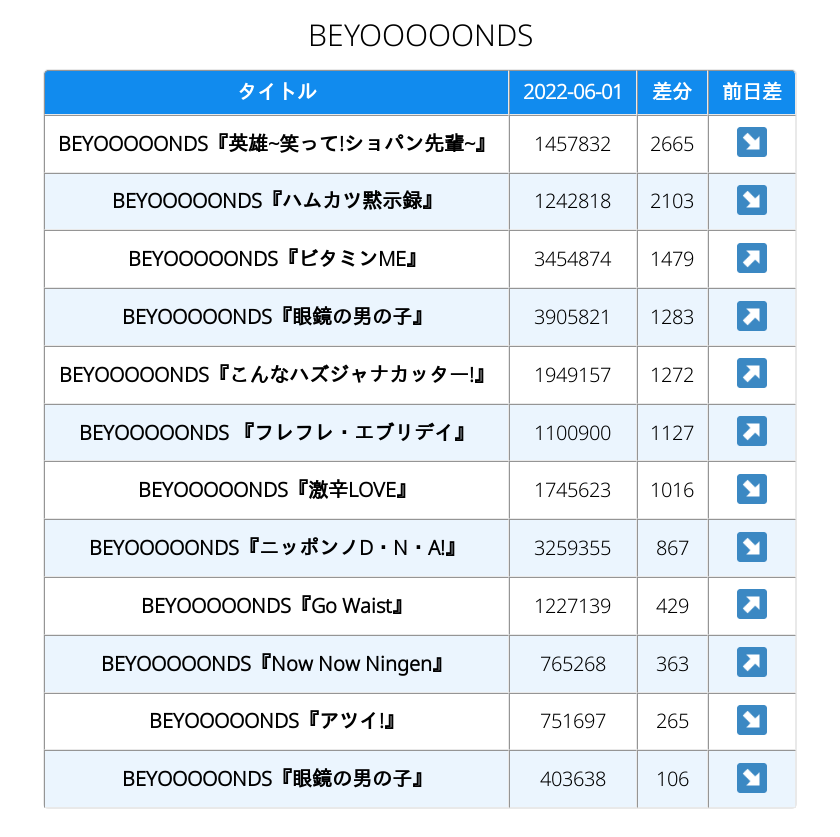 BEYOOOOONDS
タイトル 2022-06-01 差分 前日差
BEYOOOOONDS『英雄~笑って!ショパン先輩~』 1457832 2665
BEYOOOOONDS『ハムカツ黙示録』 1242818 2103
BEYOOOOONDS『ビタミンME』 3454874 1479
BEYOOOOONDS『眼鏡の男の子』 3905821 1283
BEYOOOOONDS『こんなハズジャナカッター!』 1949157 1272
BEYOOOOONDS 『フレフレ・エブリデイ』 1100900 1127
BEYOOOOONDS『激辛LOVE』 1745623 1016
BEYOOOOONDS『ニッポンノD・N・A!』 3259355 867
BEYOOOOONDS『Go Waist』 1227139 429
BEYOOOOONDS『Now Now Ningen』 765268 363
BEYOOOOONDS『アツイ!』 751697 265
BEYOOOOONDS『眼鏡の男の子』 403638 106